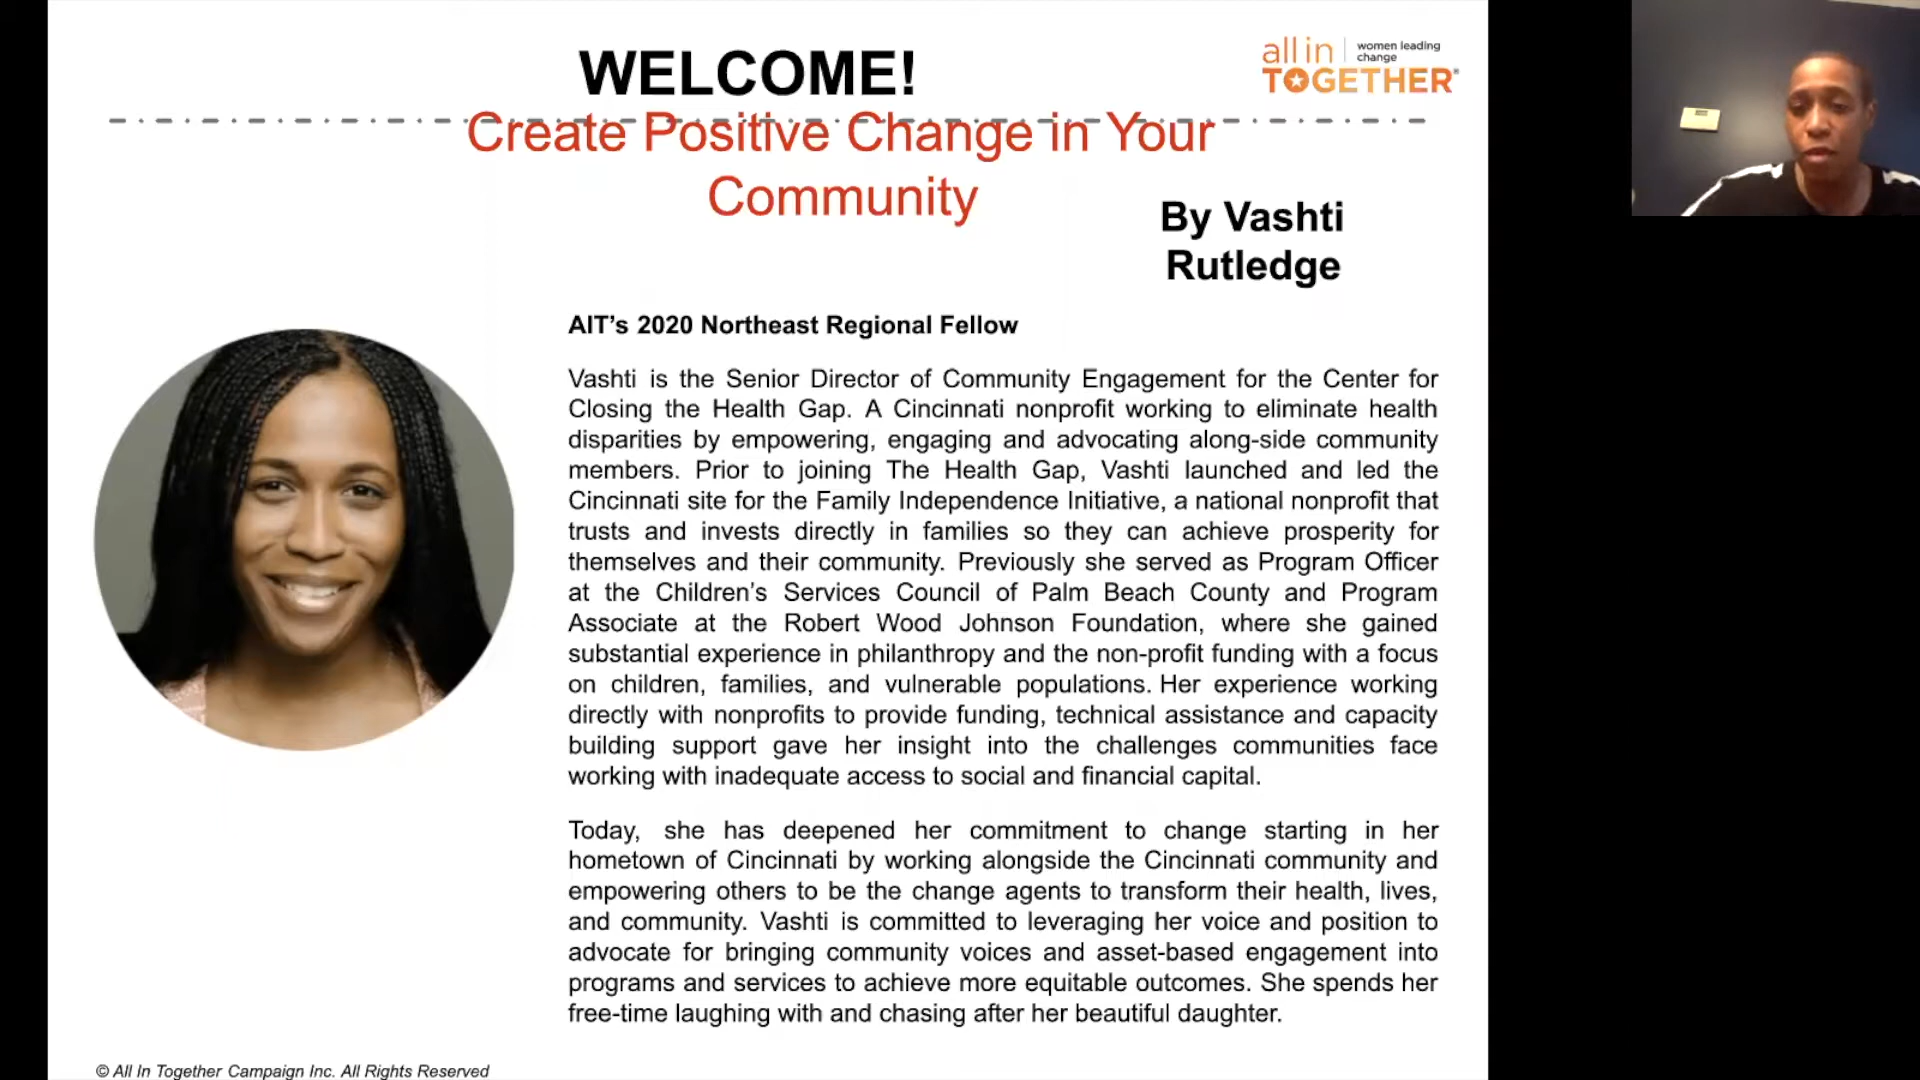 WELCOME!
all in | women leading
change
TOGETHER®
Create Positive Change in Your
Community
By Vashti
Rutledge
AIT’s 2020 Northeast Regional Fellow
Vashti is the Senior Director of Community Engagement for the Center for
Closing the Health Gap. A Cincinnati nonprofit working to eliminate health
disparities by empowering, engaging and advocating along-side community
members. Prior to joining The Health Gap, Vashti launched and led the
Cincinnati site for the Family Independence Initiative, a national nonprofit that
trusts and invests directly in families so they can achieve prosperity for
themselves and their community. Previously she served as Program Officer
at the Children’s Services Council of Palm Beach County and Program
Associate at the Robert Wood Johnson Foundation, where she gained
substantial experience in philanthropy and the non-profit funding with a focus
on children, families, and vulnerable populations. Her experience working
directly with nonprofits to provide funding, technical assistance and capacity
building support gave her insight into the challenges communities face
working with inadequate access to social and financial capital.
Today, she has deepened her commitment to change starting in her
hometown of Cincinnati by working alongside the Cincinnati community and
empowering others to be the change agents to transform their health, lives,
and community. Vashti is committed to leveraging her voice and position to
advocate for bringing community voices and asset-based engagement into
programs and services to achieve more equitable outcomes. She spends her
free-time laughing with and chasing after her beautiful daughter.
© All In Together Campaign Inc. All Rights Reserved